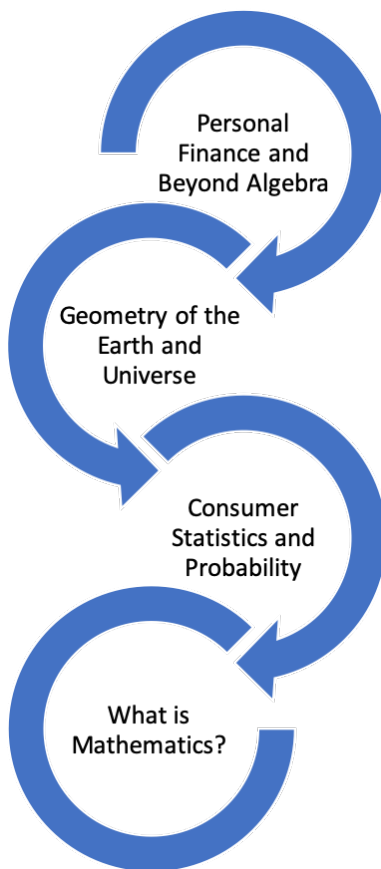 Personal
Finance and
Beyond Algebra
Geometry of the
Earth and
Universe
Consumer
Statistics and
Probability
What is
Mathematics?